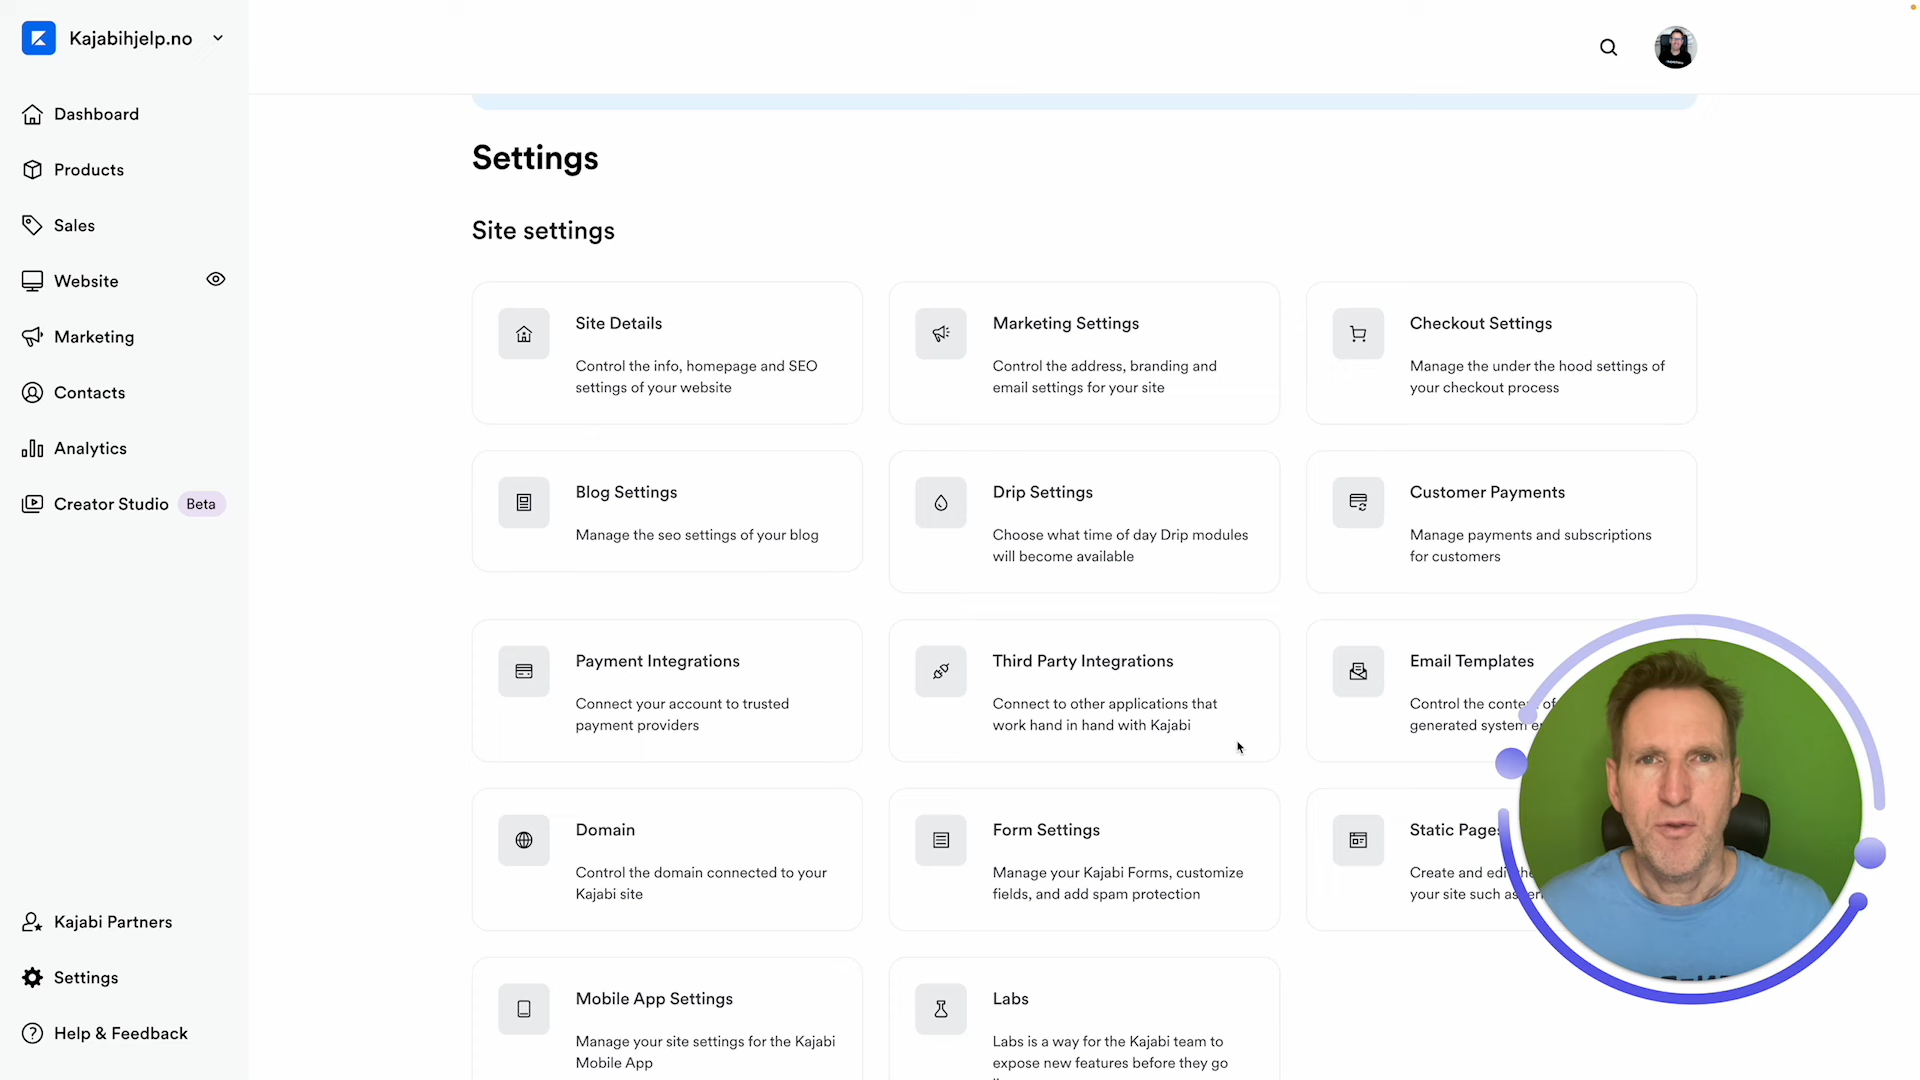 Kajabihjelp.no
Dashboard
Products
Sales
Website
Marketing
Contacts
Analytics
Creator Studio Beta
Kajabi Partners
Settings
Help & Feedback
Settings
Site settings
Site Details
Control the info, homepage and SEO
settings of your website
Marketing Settings
Control the address, branding and
email settings for your site
Checkout Settings
Manage the under the hood settings of
your checkout process
Blog Settings
Manage the seo settings of your blog
Drip Settings
Choose what time of day Drip modules
will become available
Customer Payments
Manage payments and subscriptions
for customers
Payment Integrations
Connect your account to trusted
payment providers
Third Party Integrations
Connect to other applications that
work hand in hand with Kajabi
Email Templates
Control the content of
generated system
Domain
Control the domain connected to your
Kajabi site
Form Settings
Manage your Kajabi Forms, customize
fields, and add spam protection
Static Pages
Create and edit the
your site such as
Mobile App Settings
Manage your site settings for the Kajabi
Mobile App
Labs
Labs is a way for the Kajabi team to
expose new features before they go